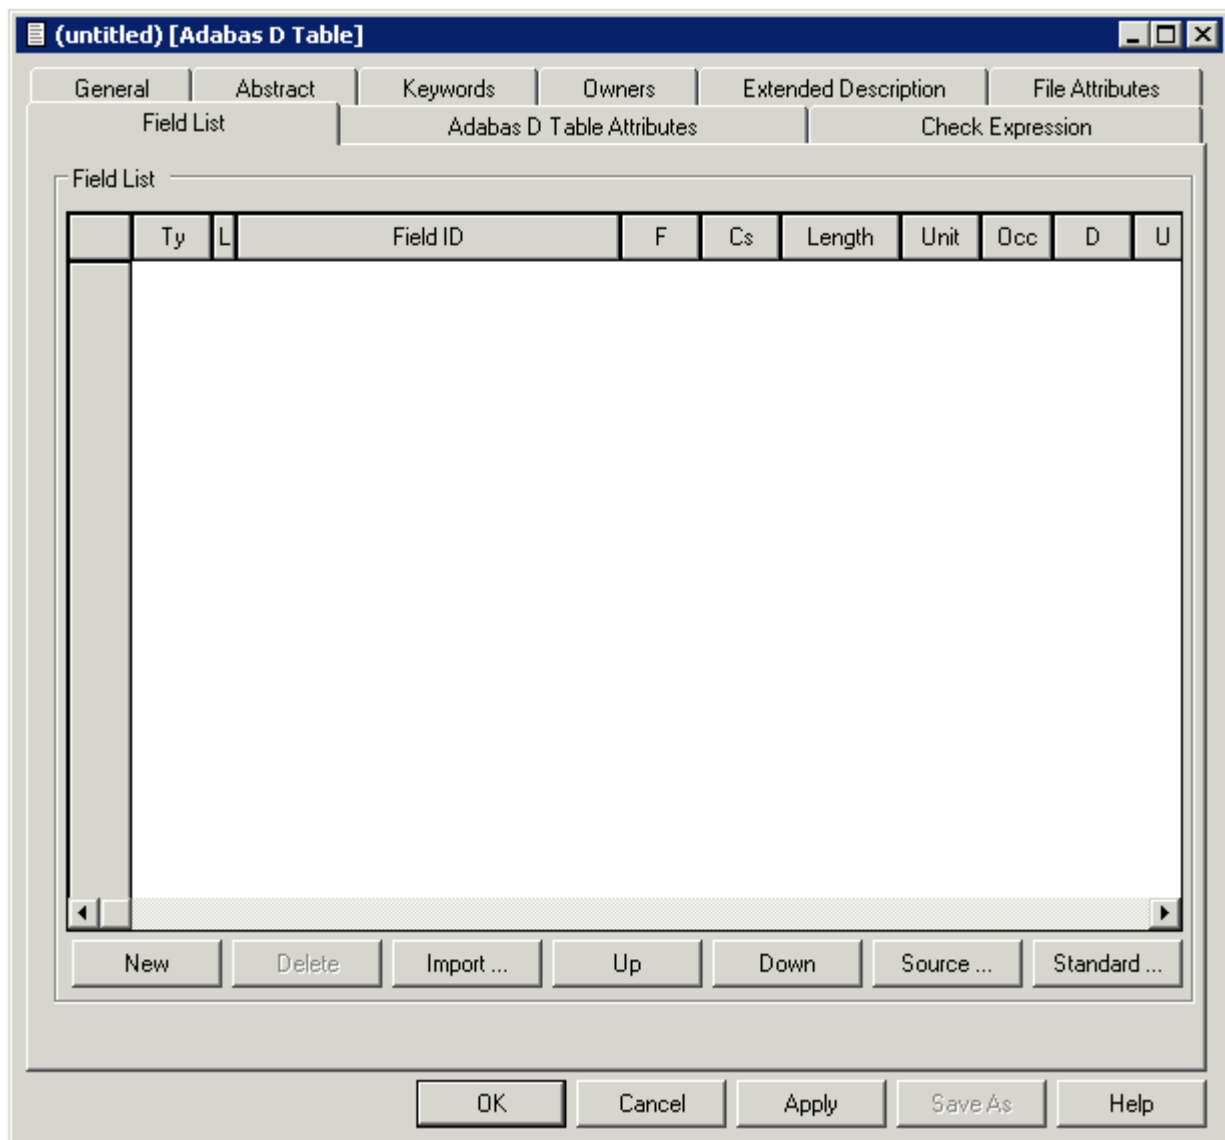 (untitled) [Adabas D Table]
General Abstract Keywords Owners Extended Description File Attributes
Field List Adabas D Table Attributes Check Expression
Field List
Ty L Field ID F Cs Length Unit Occ D U
New Delete Import ... Up Down Source ... Standard ...
OK Cancel Apply Save As Help